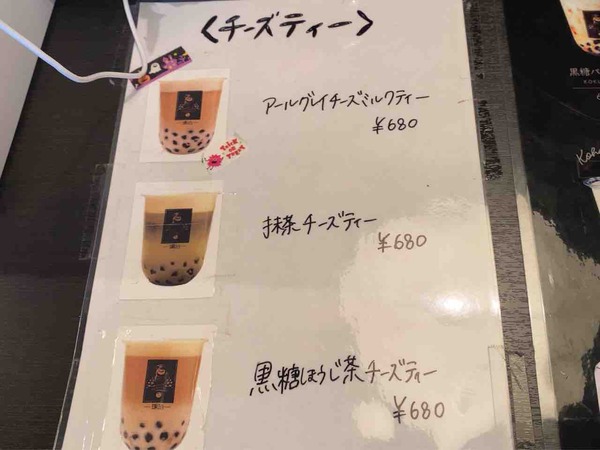 〈チーズティー〉
アールグレイチーズミルクティー
¥680
抹茶チーズティー
¥680
黒糖ほうじ茶チーズティー
¥680
黒糖